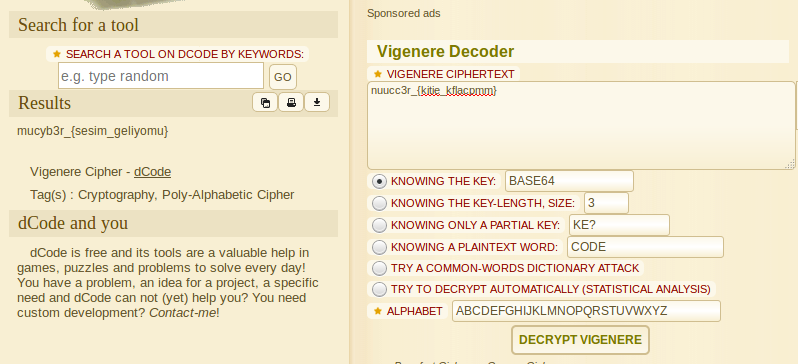 Search for a tool
SEARCH A TOOL ON DCODE BY KEYWORDS:
e.g. type random
GO
Results
mucyb3r_{sesim_geliyomu}
Vigenere Cipher - dCode
Tag(s) : Cryptography, Poly-Alphabetic Cipher
dCode and you
dCode is free and its tools are a valuable help in
games, puzzles and problems to solve every day!
You have a problem, an idea for a project, a specific
need and dCode can not (yet) help you? You need
custom development? Contact-me!
Sponsored ads
Vigenere Decoder
VIGENERE CIPHERTEXT
nuucc3r_{kitie_kflacpmm}
KNOWING THE KEY: BASE64
KNOWING THE KEY-LENGTH, SIZE: 3
KNOWING ONLY A PARTIAL KEY: KE?
KNOWING A PLAINTEXT WORD: CODE
TRY A COMMON-WORDS DICTIONARY ATTACK
TRY TO DECRYPT AUTOMATICALLY (STATISTICAL ANALYSIS)
ALPHABET ABCDEFGHIJKLMNOPQRSTUVWXYZ
DECRYPT VIGENERE